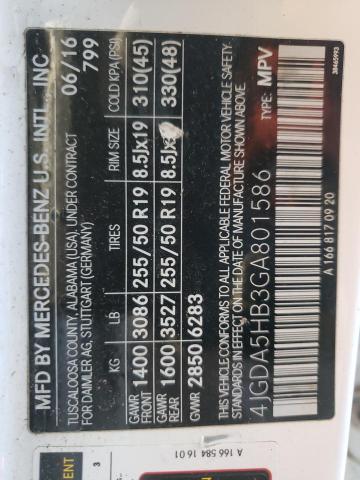 MFD BY MERCEDES-BENZ U.S. INTL., INC
TUSCALOOSA COUNTY, ALABAMA (USA), UNDER CONTRACT 06/16
FOR DAIMLER AG, STUTTGART (GERMANY) 799
KG LB TIRES RIM SIZE COLD KPA (PSI)
GAWR FRONT 1400 3086 255/50 R19 8.5Jx19 310(45)
GAWR REAR 1600 3527 255/50 R19 8.5Jx 330(48)
GWR 2850 6283
THIS VEHICLE CONFORMS TO ALL APPLICABLE FEDERAL MOTOR VEHICLE SAFETY
STANDARDS IN EFFECT ON THE DATE OF MANUFACTURE SHOWN ABOVE.
4JGDA5HB3GA801586 TYPE: MPV
A 166 817 09 20
38465993
A 166 584 16 01
3